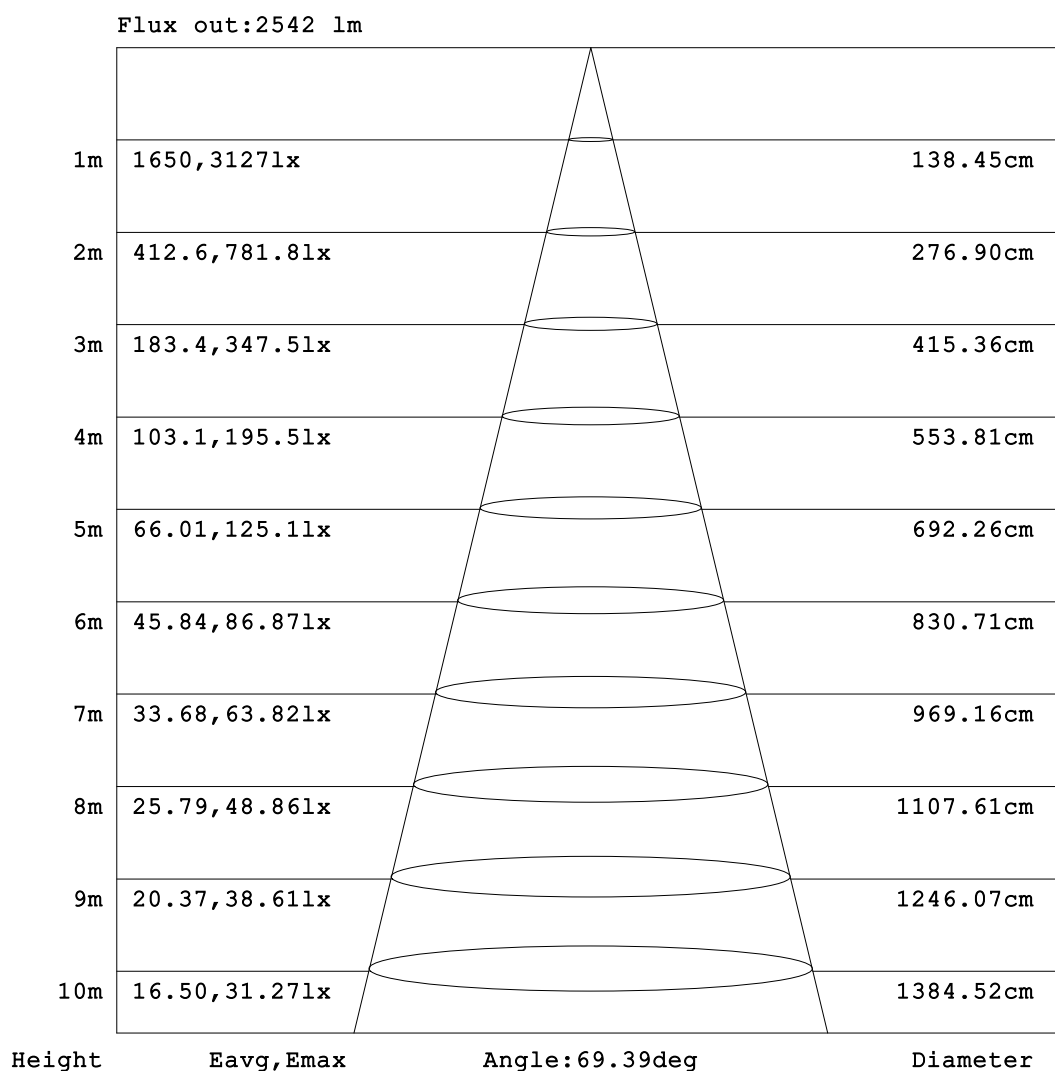 Flux out:2542 lm
1m 1650,3127lx 138.45cm
2m 412.6,781.8lx 276.90cm
3m 183.4,347.5lx 415.36cm
4m 103.1,195.5lx 553.81cm
5m 66.01,125.1lx 692.26cm
6m 45.84,86.87lx 830.71cm
7m 33.68,63.82lx 969.16cm
8m 25.79,48.86lx 1107.61cm
9m 20.37,38.61lx 1246.07cm
10m 16.50,31.27lx 1384.52cm
Height Eavg,Emax Angle:69.39deg Diameter